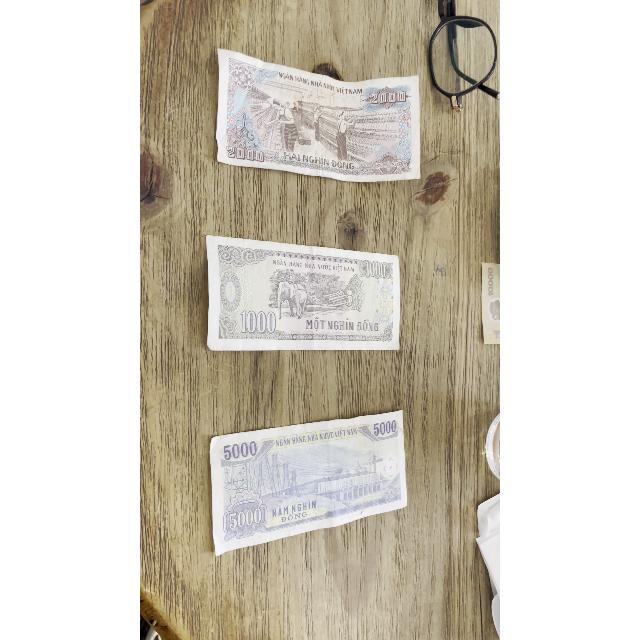 NGÂN HÀNG NHÀ NƯỚC VIỆT NAM
2000
2000
HAI NGHÌN ĐỒNG
NGÂN HÀNG NHÀ NƯỚC VIỆT NAM
1000
1000
MỘT NGHÌN ĐỒNG
10000
5000
NGÂN HÀNG NHÀ NƯỚC VIỆT NAM
5000
5000
NĂM NGHÌN
ĐỒNG